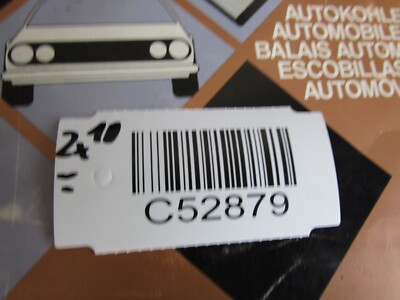 AUTOKOHLE
AUTOMOBILE
BALAIS AUTOM
ESCOBILLAS
AUTOMOV
2x10
C52879